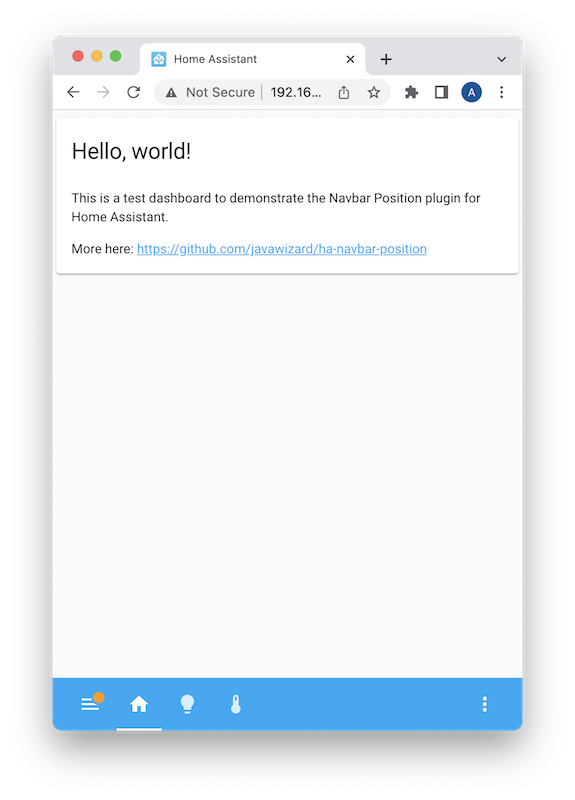 Home Assistant
Not Secure
192.16...
A
Hello, world!
This is a test dashboard to demonstrate the Navbar Position plugin for
Home Assistant.
More here: https://github.com/javawizard/ha-navbar-position